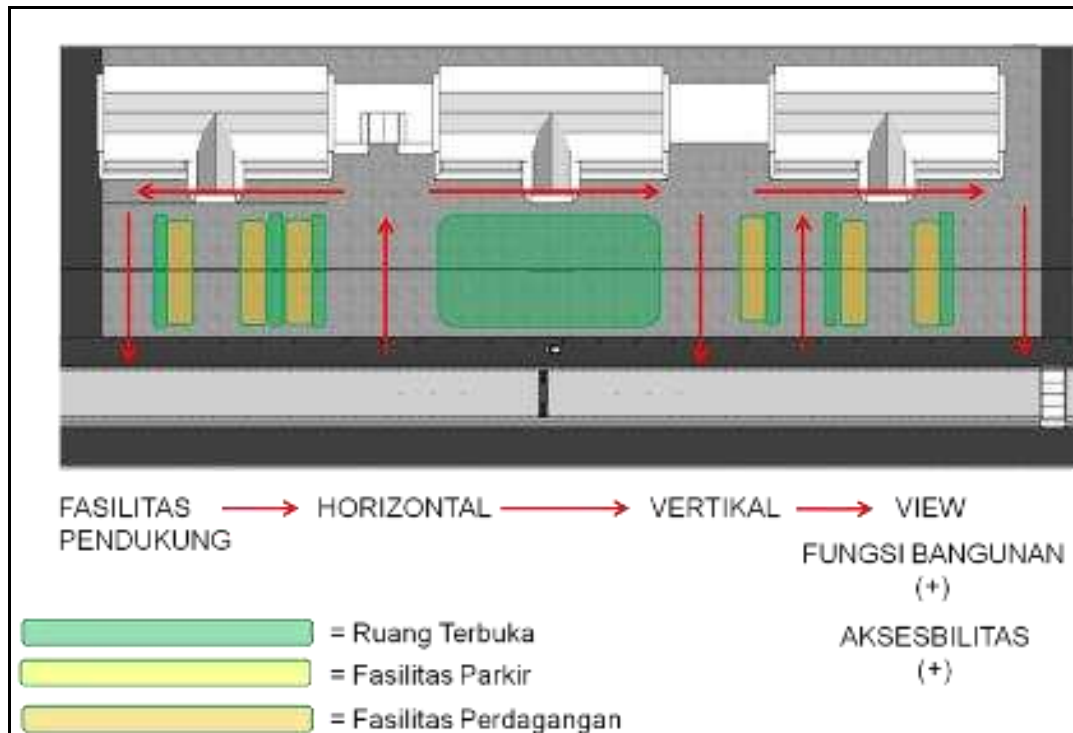 FASILITAS PENDUKUNG HORIZONTAL VERTIKAL VIEW
FUNGSI BANGUNAN
(+)
AKSESBILITAS
(+)
= Ruang Terbuka
= Fasilitas Parkir
= Fasilitas Perdagangan